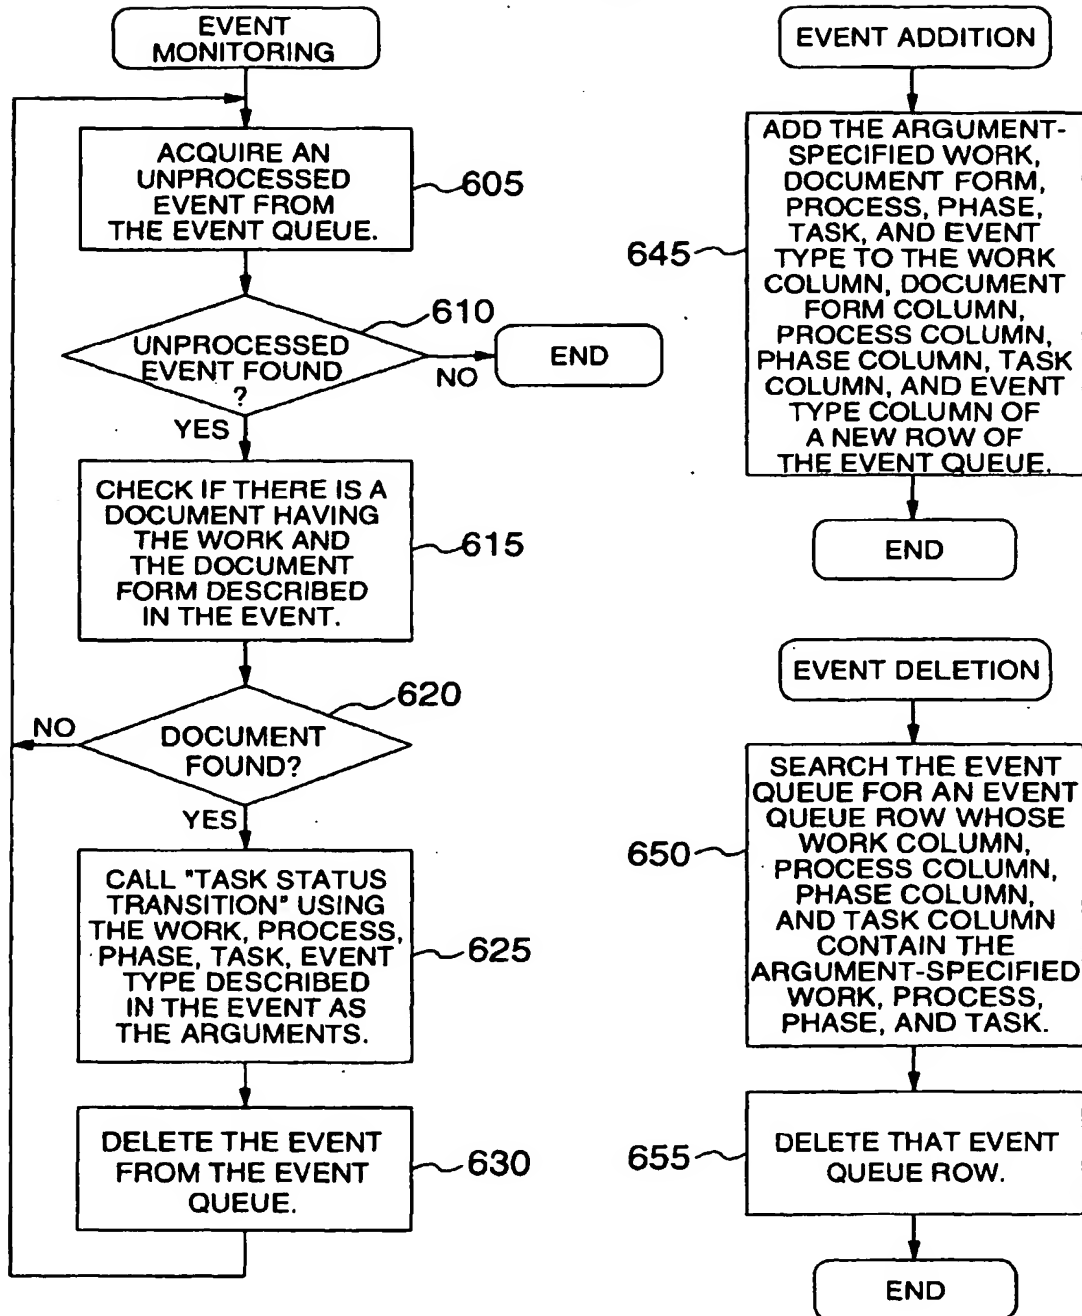 EVENT
MONITORING
ACQUIRE AN
UNPROCESSED
EVENT FROM
THE EVENT QUEUE.
605
610
UNPROCESSED
EVENT FOUND
?
NO
END
YES
CHECK IF THERE IS A
DOCUMENT HAVING
THE WORK AND
THE DOCUMENT
FORM DESCRIBED
IN THE EVENT.
615
620
NO
DOCUMENT
FOUND?
YES
CALL "TASK STATUS
TRANSITION" USING
THE WORK, PROCESS,
PHASE, TASK, EVENT
TYPE DESCRIBED
IN THE EVENT AS
THE ARGUMENTS.
625
DELETE THE EVENT
FROM THE EVENT
QUEUE.
630
EVENT ADDITION
ADD THE ARGUMENT-
SPECIFIED WORK,
DOCUMENT FORM,
PROCESS, PHASE,
TASK, AND EVENT
TYPE TO THE WORK
COLUMN, DOCUMENT
FORM COLUMN,
PROCESS COLUMN,
PHASE COLUMN, TASK
COLUMN, AND EVENT
TYPE COLUMN OF
A NEW ROW OF
THE EVENT QUEUE.
645
END
EVENT DELETION
SEARCH THE EVENT
QUEUE FOR AN EVENT
QUEUE ROW WHOSE
WORK COLUMN,
PROCESS COLUMN,
PHASE COLUMN,
AND TASK COLUMN
CONTAIN THE
ARGUMENT-SPECIFIED
WORK, PROCESS,
PHASE, AND TASK.
650
DELETE THAT EVENT
QUEUE ROW.
655
END